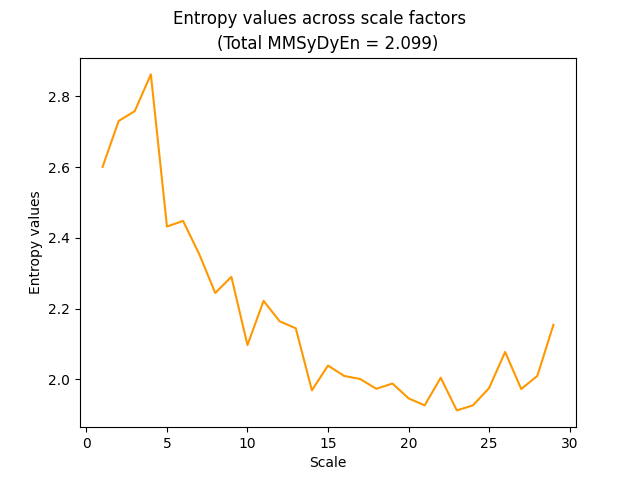 Entropy values across scale factors
(Total MMSyDyEn = 2.099)
2.8
2.6
2.4
2.2
2.0
Entropy values
0 5 10 15 20 25 30
Scale